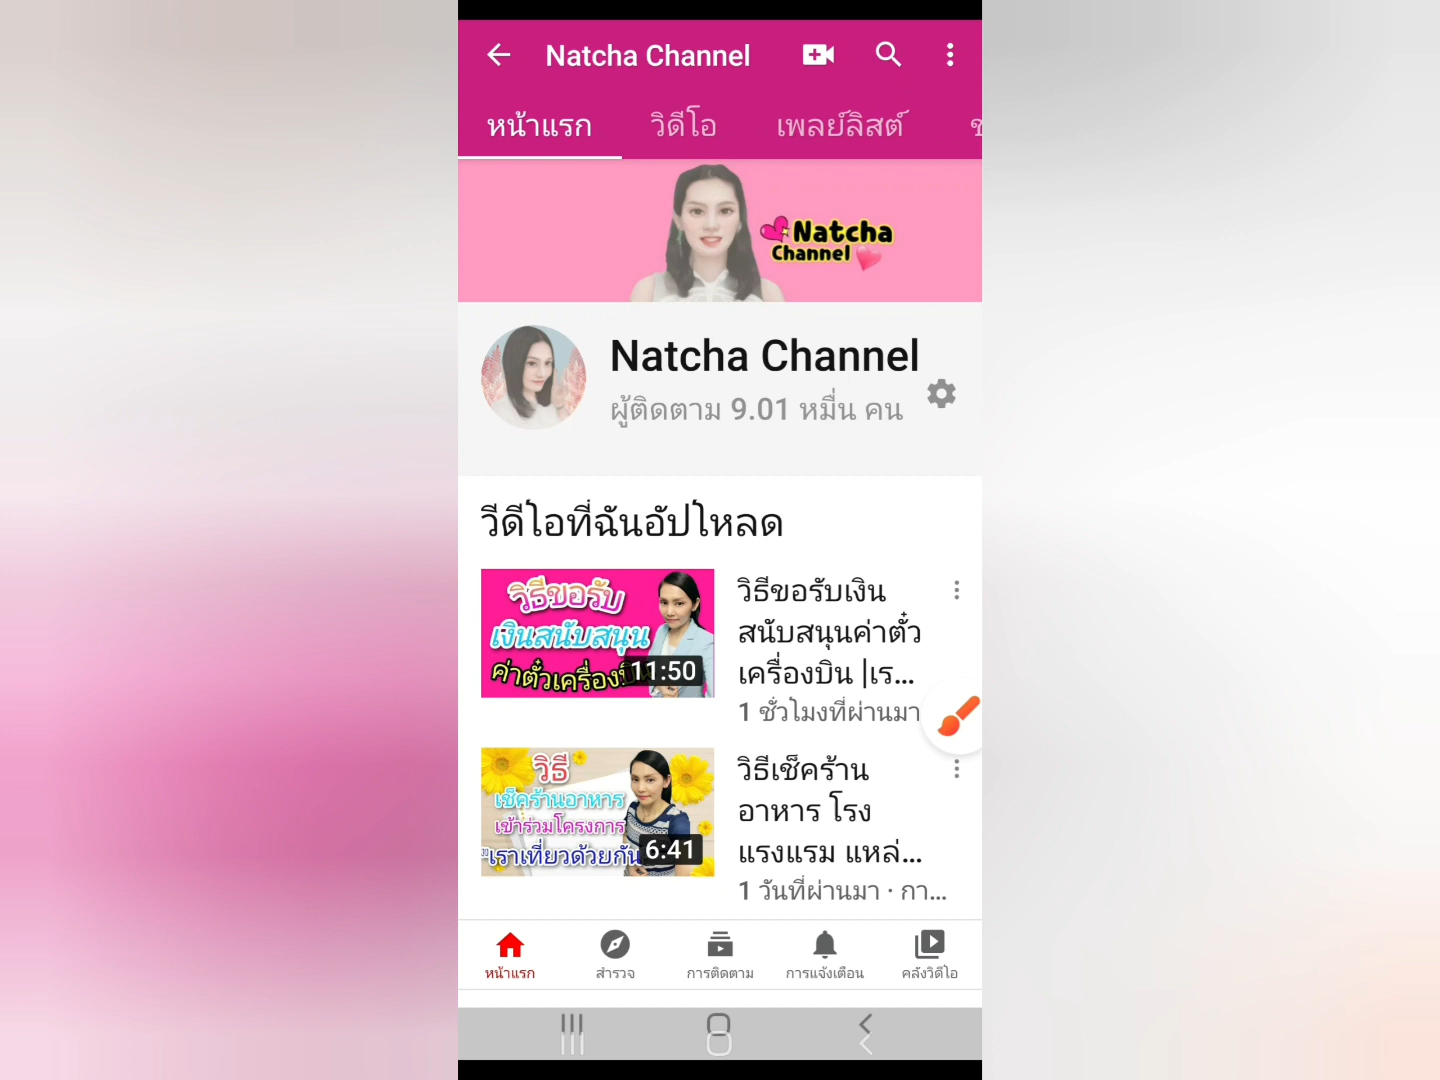 Natcha Channel
หน้าแรก วิดีโอ เพลย์ลิสต์
Natcha
Channel
Natcha Channel
ผู้ติดตาม 9.01 หมื่น คน
วีดีโอที่ฉันอัปโหลด
วิธีขอรับ
เงินสนับสนุน
ค่าตั๋วเครื่องบิน
11:50
วิธีขอรับเงิน
สนับสนุนค่าตั๋ว
เครื่องบิน |เร...
1 ชั่วโมงที่ผ่านมา
วิธี
เช็คร้านอาหาร
เข้าร่วมโครงการ
เราเที่ยวด้วยกัน
6:41
วิธีเช็คร้าน
อาหาร โรง
แรงแรม แหล่...
1 วันที่ผ่านมา · กา...
หน้าแรก สำรวจ การติดตาม การแจ้งเตือน คลังวิดีโอ